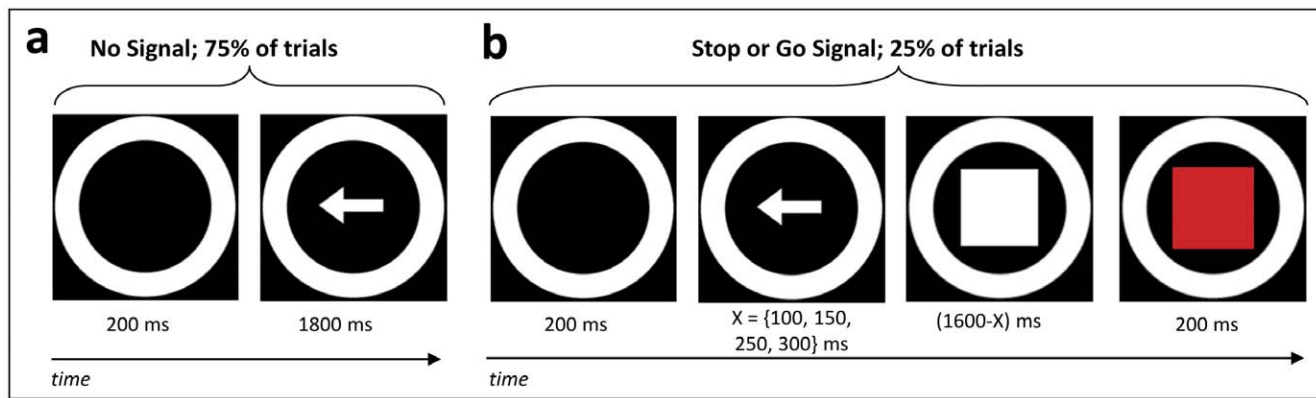 a
No Signal; 75% of trials
200 ms
1800 ms
time
b
Stop or Go Signal; 25% of trials
200 ms
X = {100, 150,
250, 300} ms
(1600-X) ms
200 ms
time